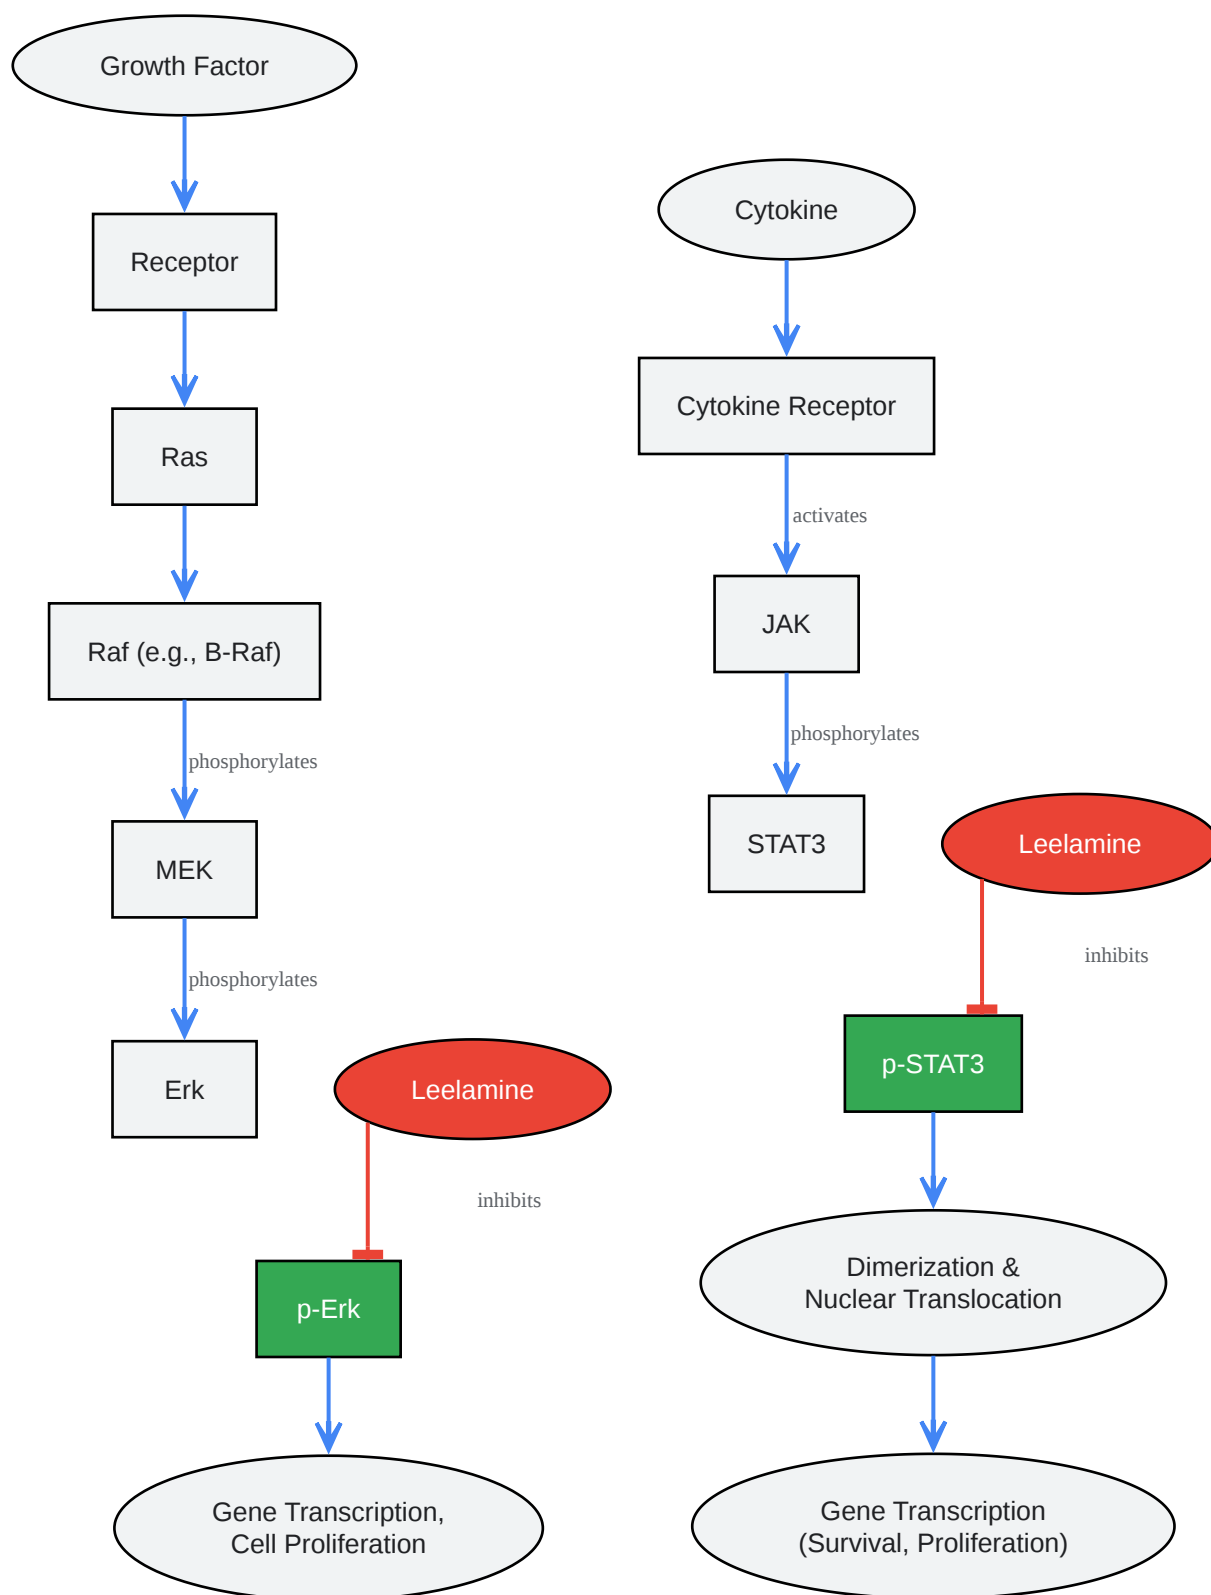 Growth Factor
Receptor
Ras
Raf (e.g., B-Raf)
phosphorylates
MEK
phosphorylates
Erk
Leelamine
inhibits
p-Erk
Gene Transcription,
Cell Proliferation
Cytokine
Cytokine Receptor
activates
JAK
phosphorylates
STAT3
Leelamine
inhibits
p-STAT3
Dimerization &
Nuclear Translocation
Gene Transcription
(Survival, Proliferation)